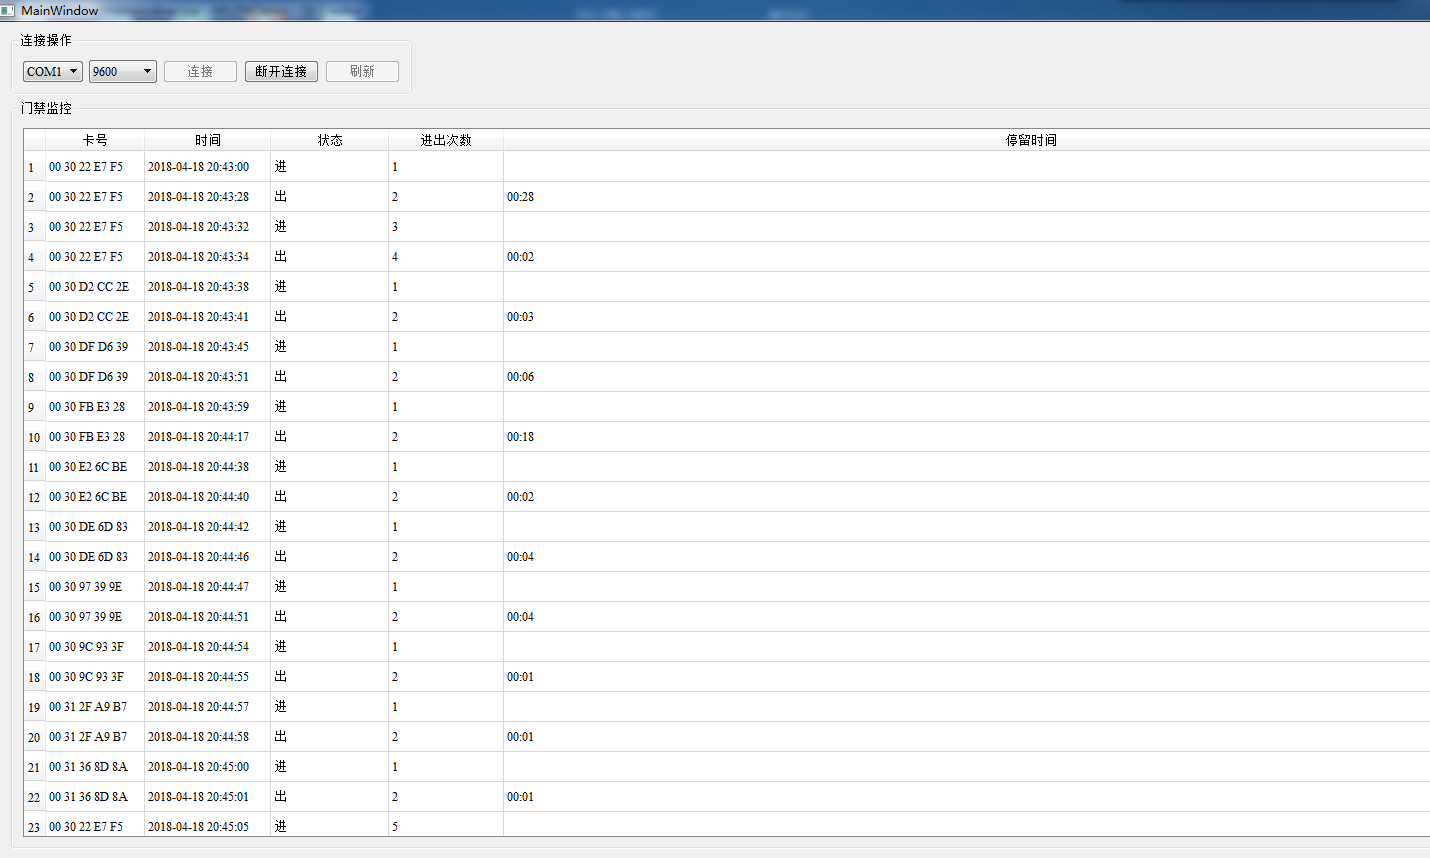 MainWindow
连接操作
COM1 9600 连接 断开连接 刷新
门禁监控
卡号 时间 状态 进出次数 停留时间
1 00 30 22 E7 F5 2018-04-18 20:43:00 进 1
2 00 30 22 E7 F5 2018-04-18 20:43:28 出 2 00:28
3 00 30 22 E7 F5 2018-04-18 20:43:32 进 3
4 00 30 22 E7 F5 2018-04-18 20:43:34 出 4 00:02
5 00 30 D2 CC 2E 2018-04-18 20:43:38 进 1
6 00 30 D2 CC 2E 2018-04-18 20:43:41 出 2 00:03
7 00 30 DF D6 39 2018-04-18 20:43:45 进 1
8 00 30 DF D6 39 2018-04-18 20:43:51 出 2 00:06
9 00 30 FB E3 28 2018-04-18 20:43:59 进 1
10 00 30 FB E3 28 2018-04-18 20:44:17 出 2 00:18
11 00 30 E2 6C BE 2018-04-18 20:44:38 进 1
12 00 30 E2 6C BE 2018-04-18 20:44:40 出 2 00:02
13 00 30 DE 6D 83 2018-04-18 20:44:42 进 1
14 00 30 DE 6D 83 2018-04-18 20:44:46 出 2 00:04
15 00 30 97 39 9E 2018-04-18 20:44:47 进 1
16 00 30 97 39 9E 2018-04-18 20:44:51 出 2 00:04
17 00 30 9C 93 3F 2018-04-18 20:44:54 进 1
18 00 30 9C 93 3F 2018-04-18 20:44:55 出 2 00:01
19 00 31 2F A9 B7 2018-04-18 20:44:57 进 1
20 00 31 2F A9 B7 2018-04-18 20:44:58 出 2 00:01
21 00 31 36 8D 8A 2018-04-18 20:45:00 进 1
22 00 31 36 8D 8A 2018-04-18 20:45:01 出 2 00:01
23 00 30 22 E7 F5 2018-04-18 20:45:05 进 5